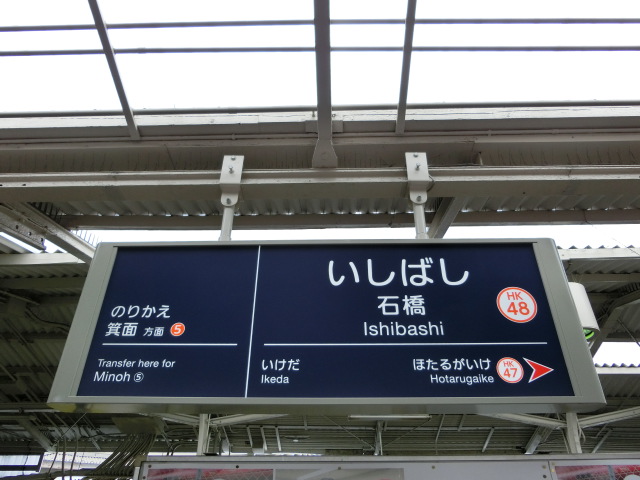 のりかえ
箕面 方面 5
Transfer here for
Minoh ⑤
いしばし
石橋
Ishibashi
HK
48
いけだ
Ikeda
ほたるがいけ
Hotarugaike
HK
47